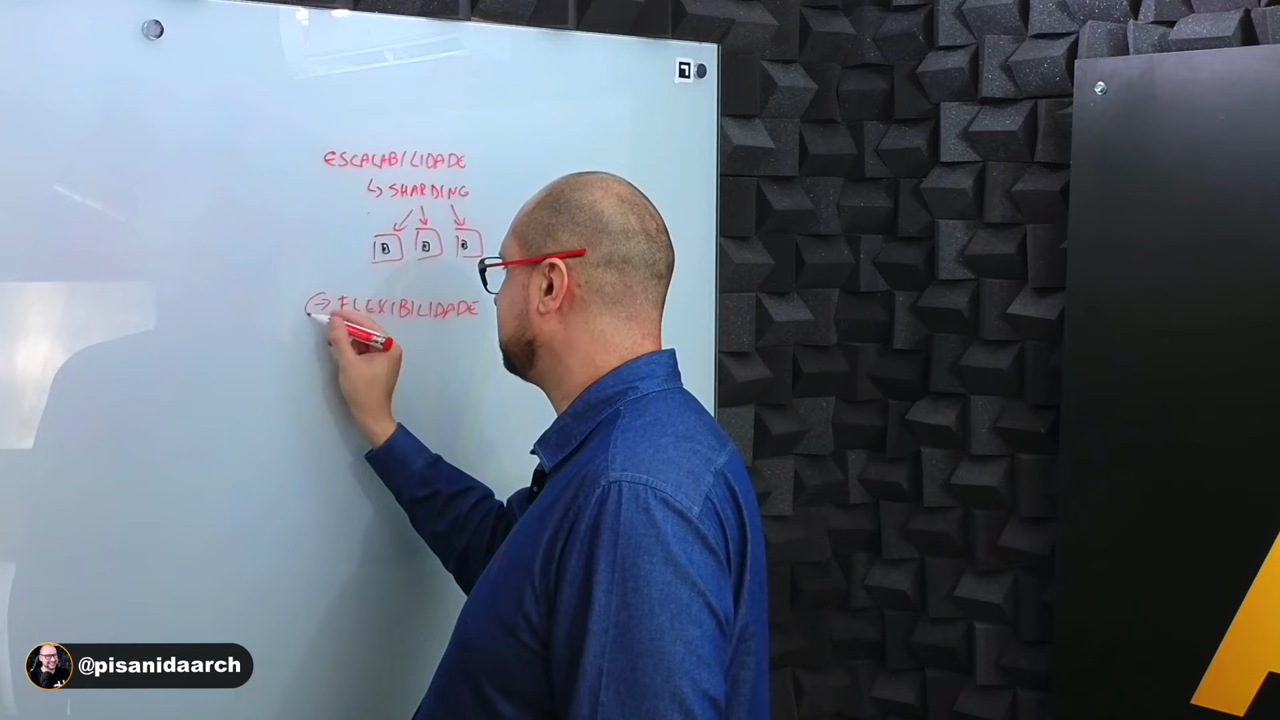 ESCALABILIDADE
↳ SHARDING
B B B
→ FLEXIBILIDADE
@pisanidaarch